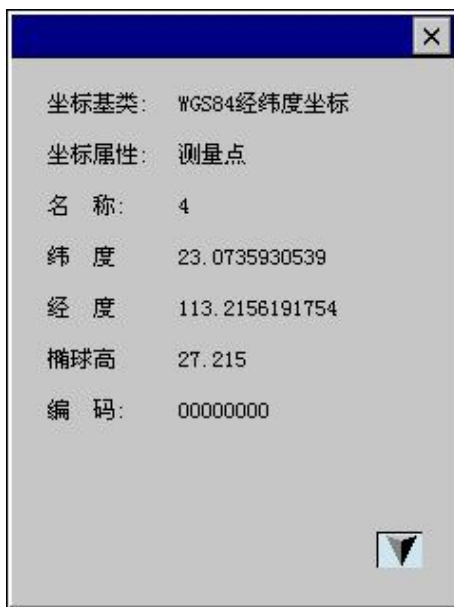 坐标基类: WGS84经纬度坐标
坐标属性: 测量点
名 称: 4
纬 度 23.0735930539
经 度 113.2156191754
椭球高 27.215
编 码: 00000000